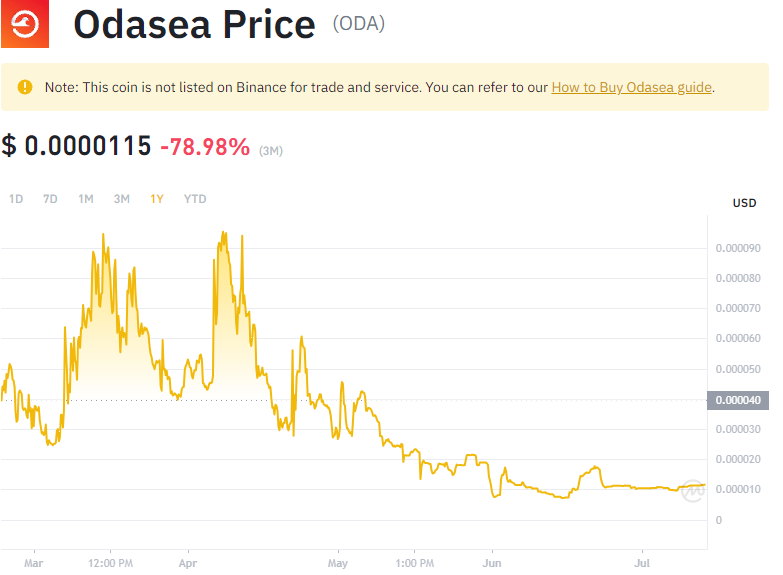 Odasea Price (ODA)
Note: This coin is not listed on Binance for trade and service. You can refer to our How to Buy Odasea guide.
$ 0.0000115 -78.98% (3M)
1D 7D 1M 3M 1Y YTD
USD
0.000090
0.000080
0.000070
0.000060
0.000050
0.000040
0.000030
0.000020
0.000010
0
Mar 12:00 PM Apr May 1:00 PM Jun Jul